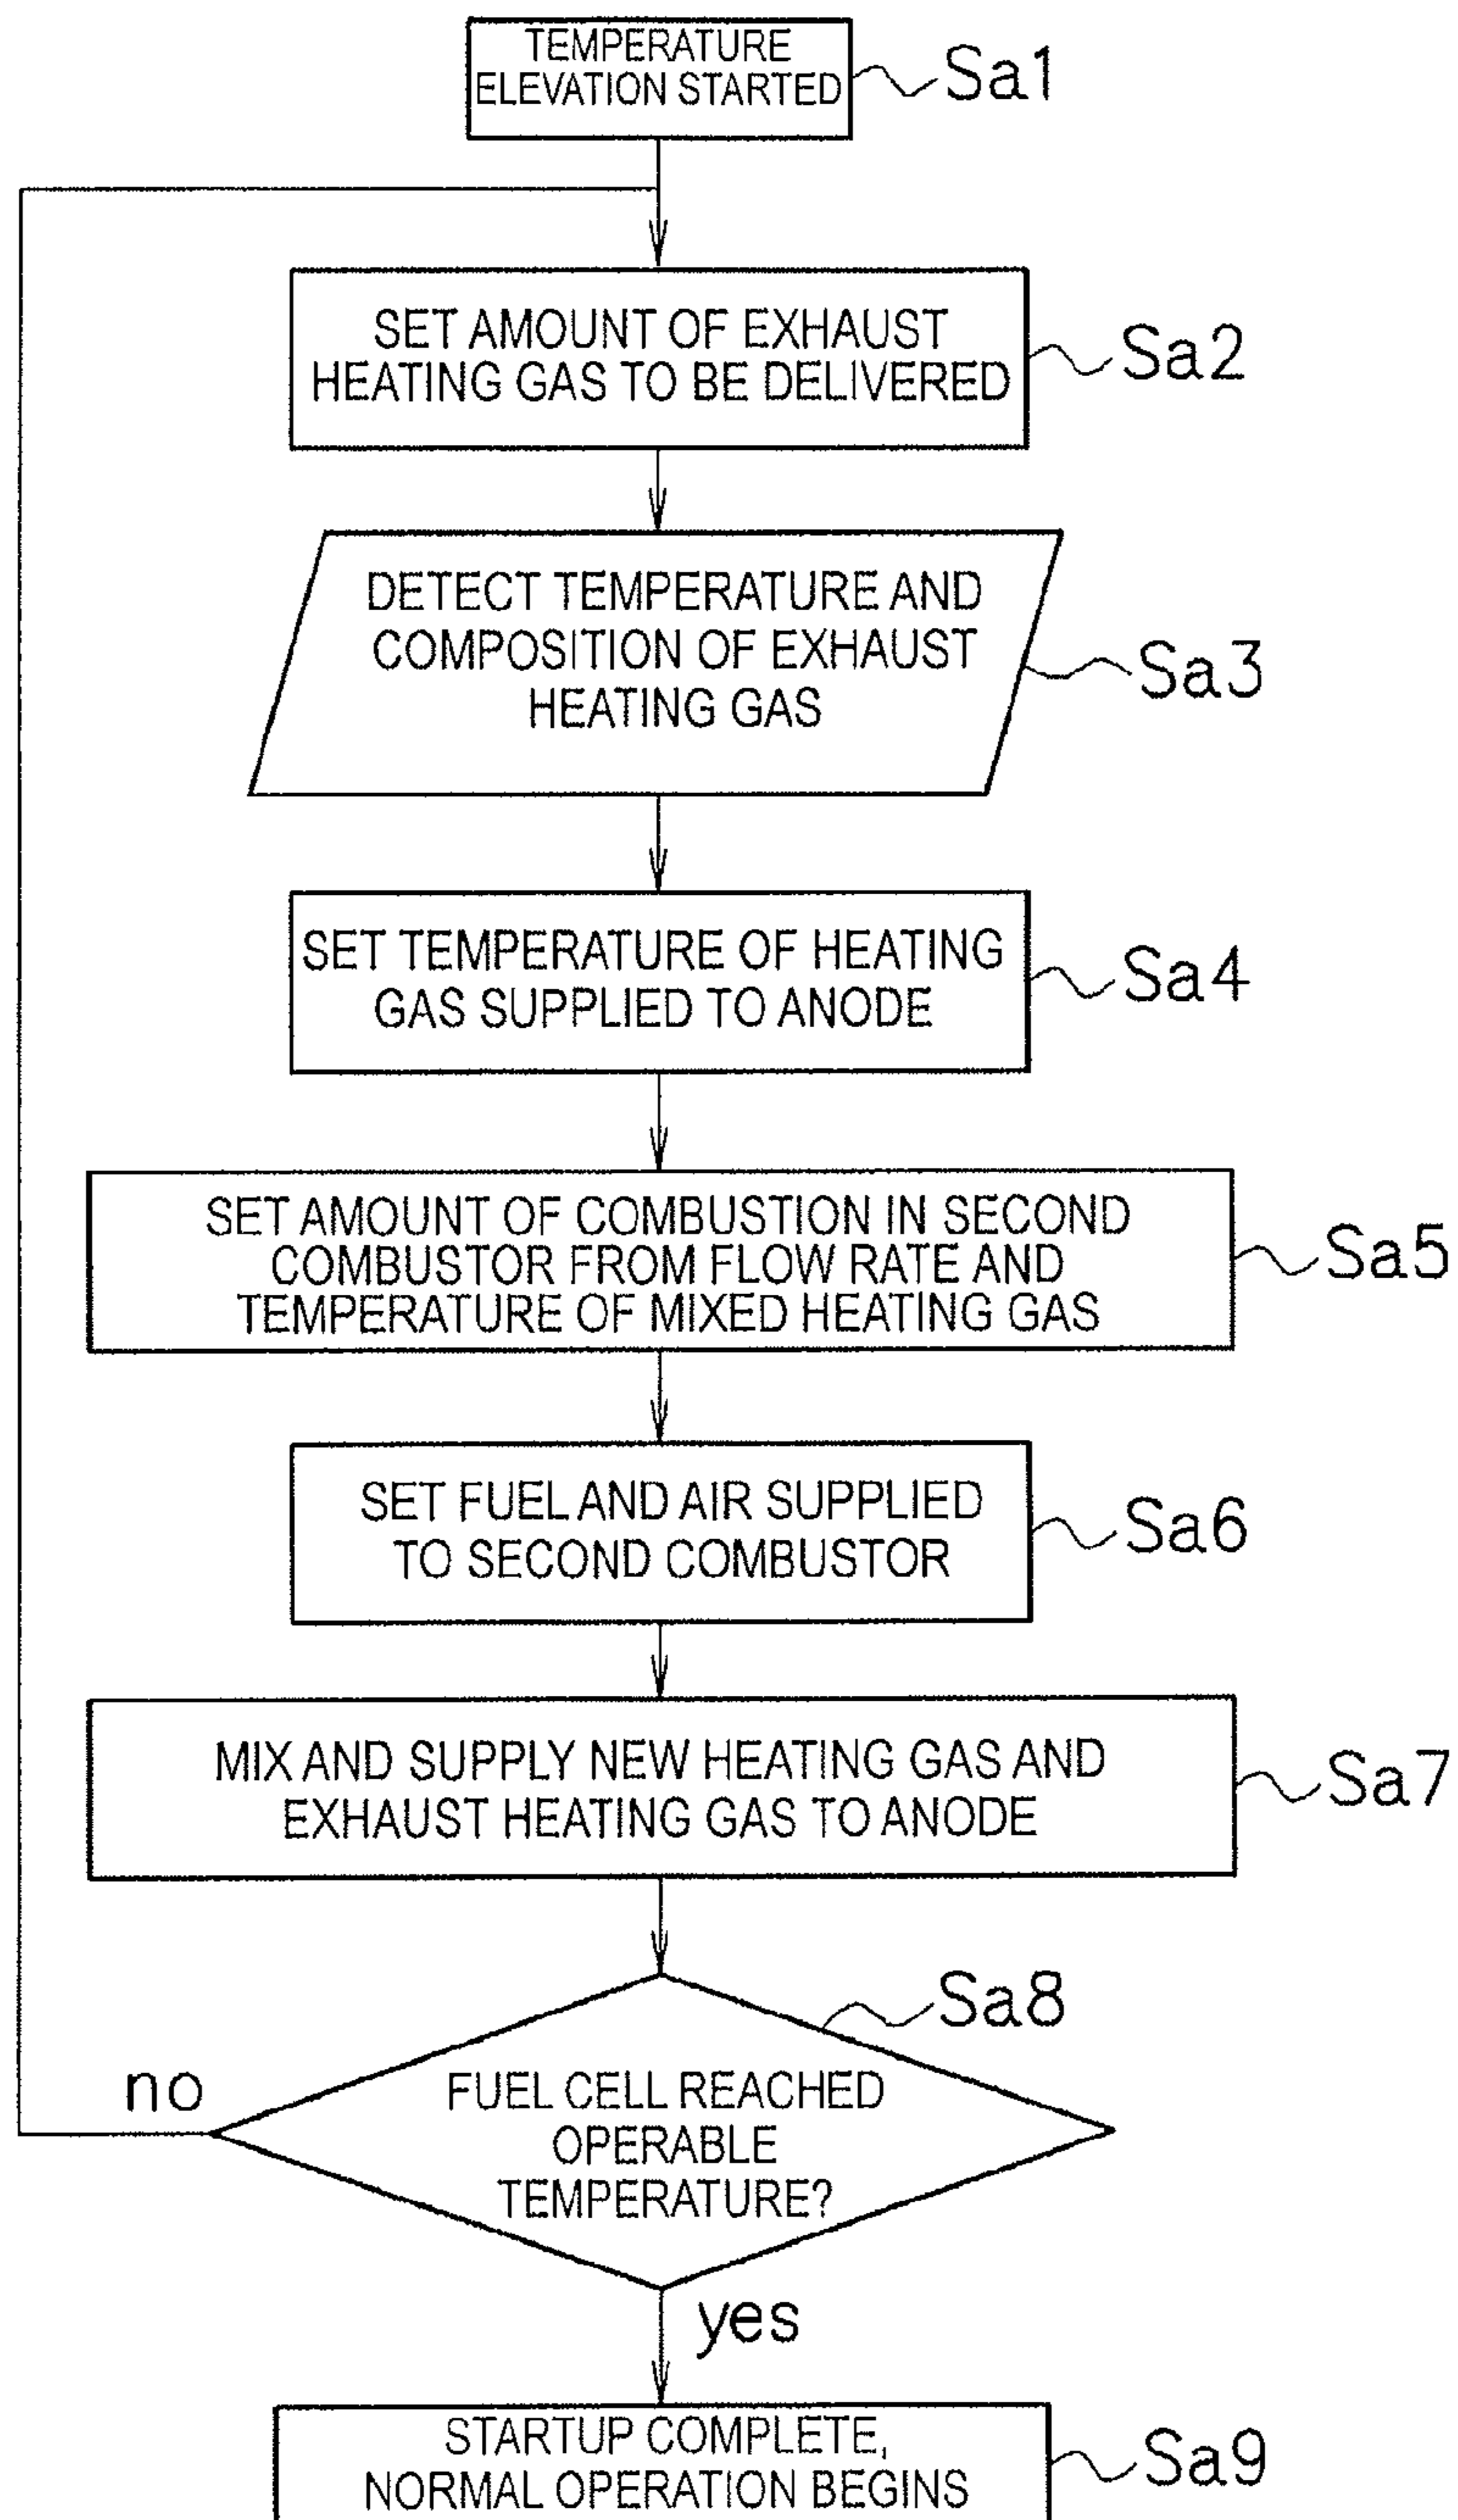 TEMPERATURE
ELEVATION STARTED
Sa1
SET AMOUNT OF EXHAUST
HEATING GAS TO BE DELIVERED
Sa2
DETECT TEMPERATURE AND
COMPOSITION OF EXHAUST
HEATING GAS
Sa3
SET TEMPERATURE OF HEATING
GAS SUPPLIED TO ANODE
Sa4
SET AMOUNT OF COMBUSTION IN SECOND
COMBUSTOR FROM FLOW RATE AND
TEMPERATURE OF MIXED HEATING GAS
Sa5
SET FUEL AND AIR SUPPLIED
TO SECOND COMBUSTOR
Sa6
MIX AND SUPPLY NEW HEATING GAS AND
EXHAUST HEATING GAS TO ANODE
Sa7
Sa8
no
FUEL CELL REACHED
OPERABLE
TEMPERATURE?
yes
STARTUP COMPLETE,
NORMAL OPERATION BEGINS
Sa9